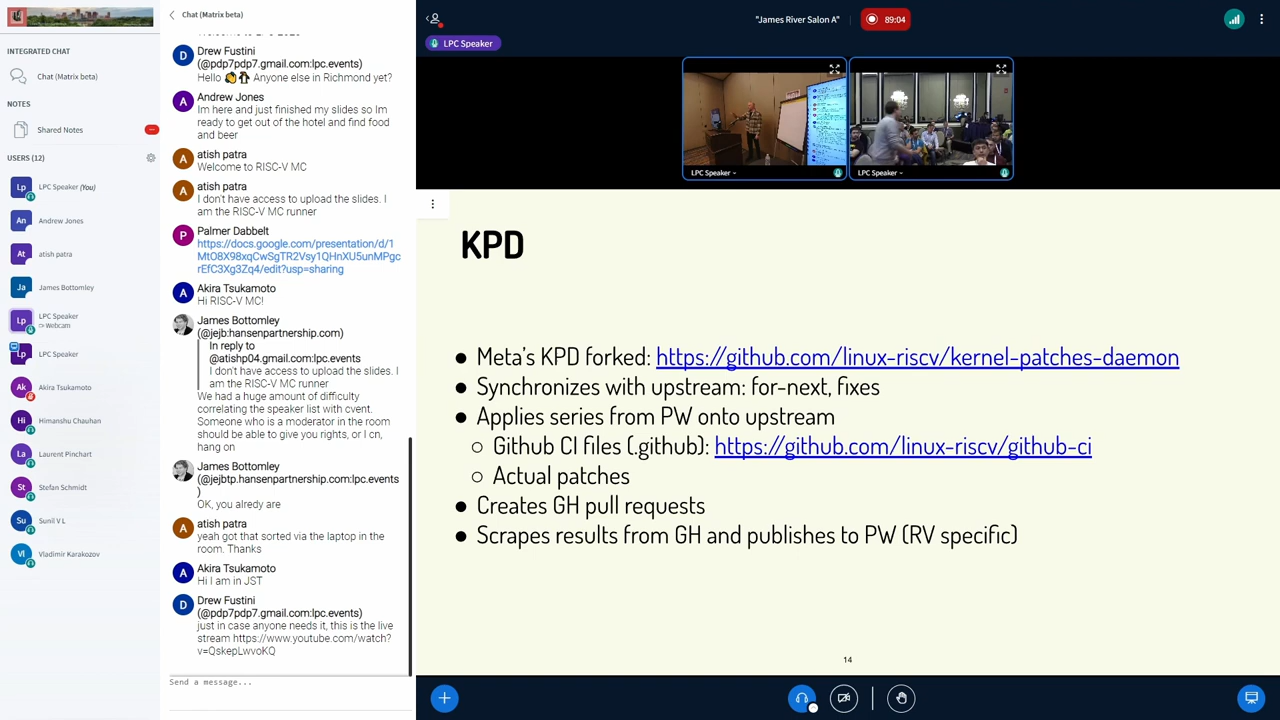 INTEGRATED CHAT
Chat (Matrix beta)
NOTES
Shared Notes
USERS (12)
Lp
LPC Speaker (You)
An
Andrew Jones
At
atish patra
Ja
James Bottomley
Lp
LPC Speaker
Webcam
Lp
LPC Speaker
Ak
Akira Tsukamoto
Hi
Himanshu Chauhan
La
Laurent Pinchart
St
Stefan Schmidt
Su
Sunil V L
Vl
Vladimir Karakozov
Chat (Matrix beta)
D
Drew Fustini
(@pdp7pdp7.gmail.com:lpc.events)
Hello 👏 🐧 Anyone else in Richmond yet?
A
Andrew Jones
Im here and just finished my slides so Im
ready to get out of the hotel and find food
and beer
A
atish patra
Welcome to RISC-V MC
A
atish patra
I don't have access to upload the slides. I
am the RISC-V MC runner
P
Palmer Dabbelt
https://docs.google.com/presentation/d/1
MtO8X98xqCwSgTR2Vsy1QHnXU5unMPgc
rEfC3Xg3Zq4/edit?usp=sharing
A
Akira Tsukamoto
Hi RISC-V MC!
James Bottomley
(@jejb:hansenpartnership.com)
In reply to
@atishp04.gmail.com:lpc.events
I don't have access to upload the slides. I
am the RISC-V MC runner
We had a huge amount of difficulty
correlating the speaker list with cvent.
Someone who is a moderator in the room
should be able to give you rights, or I cn,
hang on
James Bottomley
(@jejbtp.hansenpartnership.com:lpc.events
)
OK, you alredy are
A
atish patra
yeah got that sorted via the laptop in the
room. Thanks
A
Akira Tsukamoto
Hi I am in JST
D
Drew Fustini
(@pdp7pdp7.gmail.com:lpc.events)
just in case anyone needs it, this is the live
stream https://www.youtube.com/watch?
v=QskepLwvoKQ
Send a message...
"James River Salon A"
89:04
LPC Speaker
LPC Speaker
LPC Speaker
KPD
● Meta's KPD forked: https://github.com/linux-riscv/kernel-patches-daemon
● Synchronizes with upstream: for-next, fixes
● Applies series from PW onto upstream
○ Github CI files (.github): https://github.com/linux-riscv/github-ci
○ Actual patches
● Creates GH pull requests
● Scrapes results from GH and publishes to PW (RV specific)
14